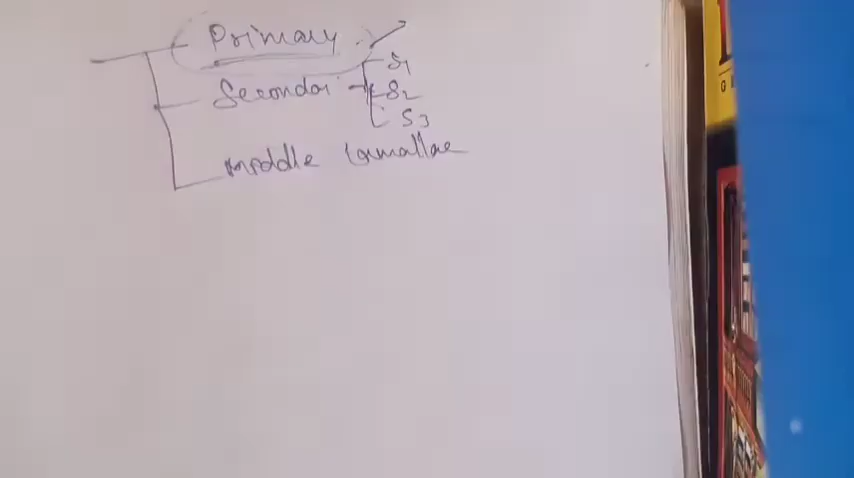 Primary
S1
Secondar S2
S3
middle lamallae
G